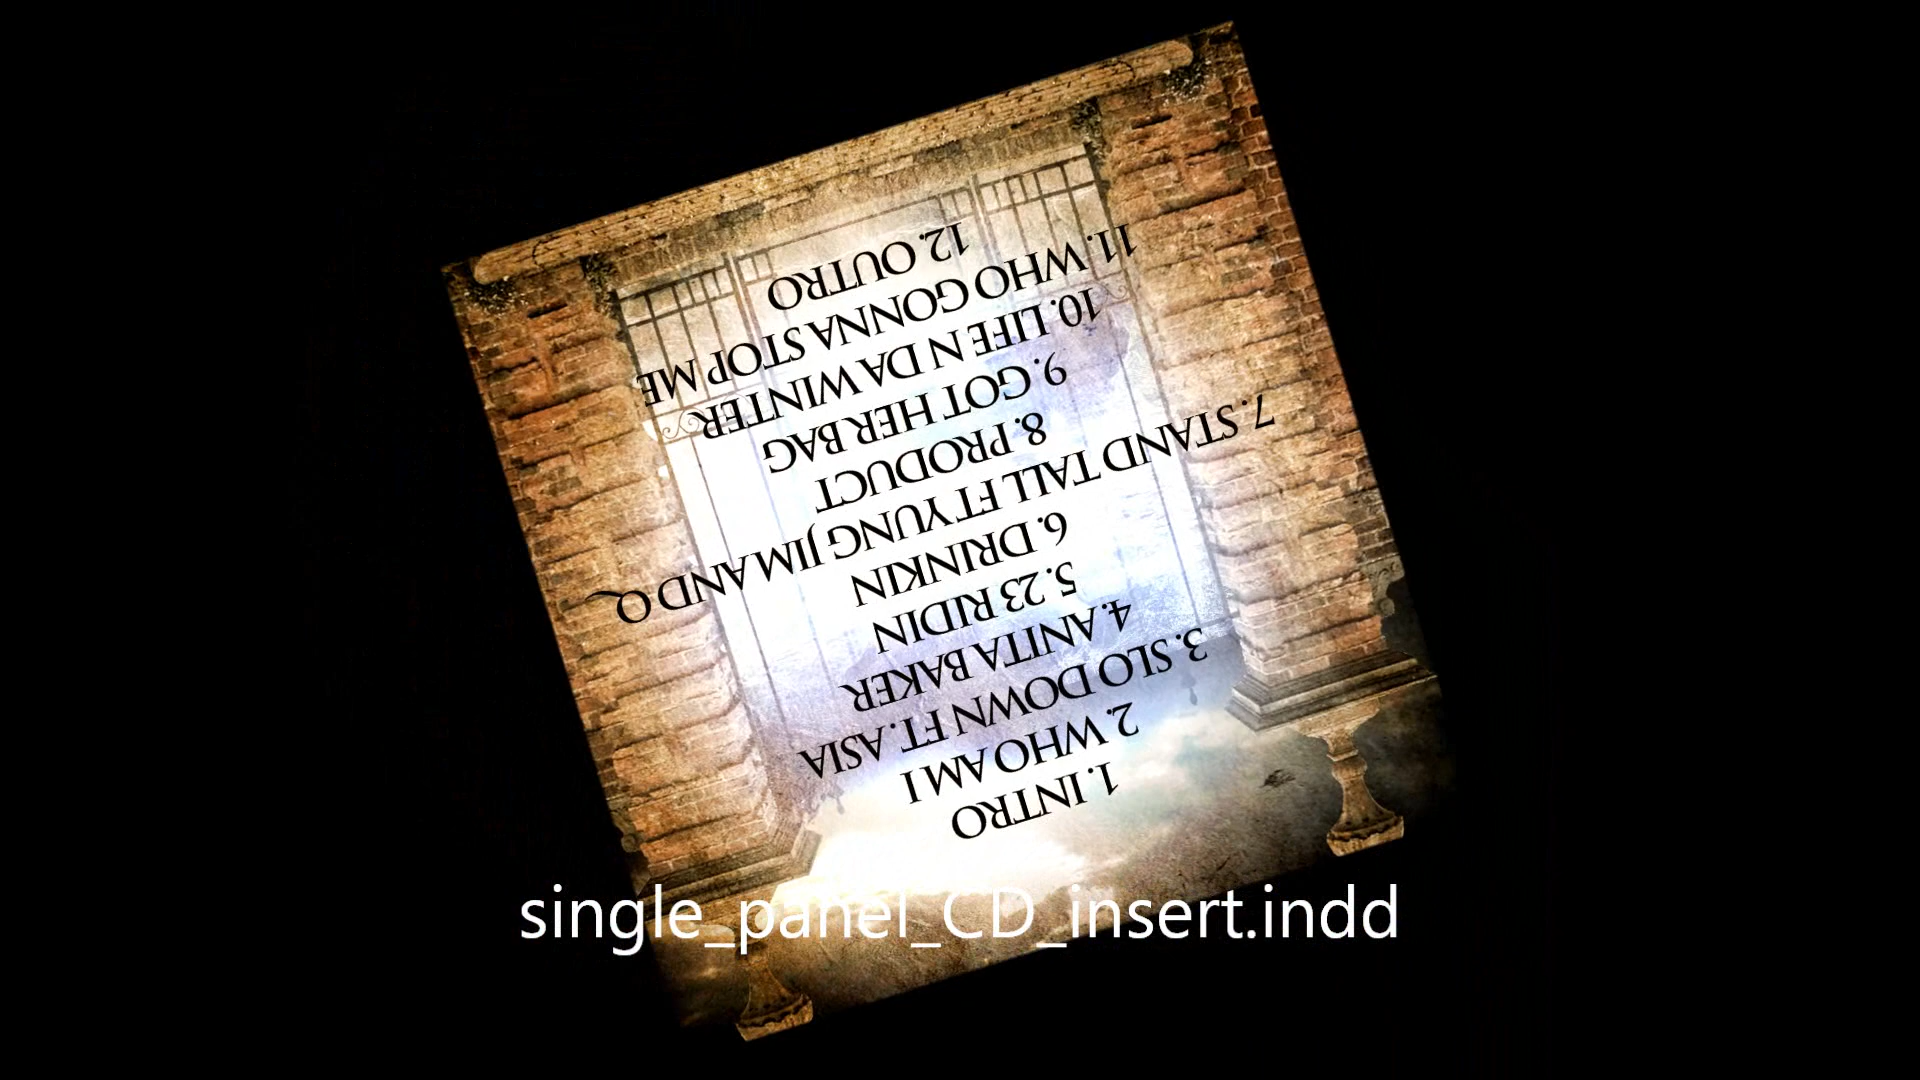 1. INTRO
2. WHO AM I
3. SLO DOWN FT. ASIA
4. ANITA BAKER
5. 23 RIDIN
6. DRINKIN
7. STAND TALL FT YUNG JIM AND Q
8. PRODUCT
9. GOT HER BAG
10. LIFE N DA WINTER
11. WHO GONNA STOP ME
12. OUTRO
single_panel_CD_insert.indd